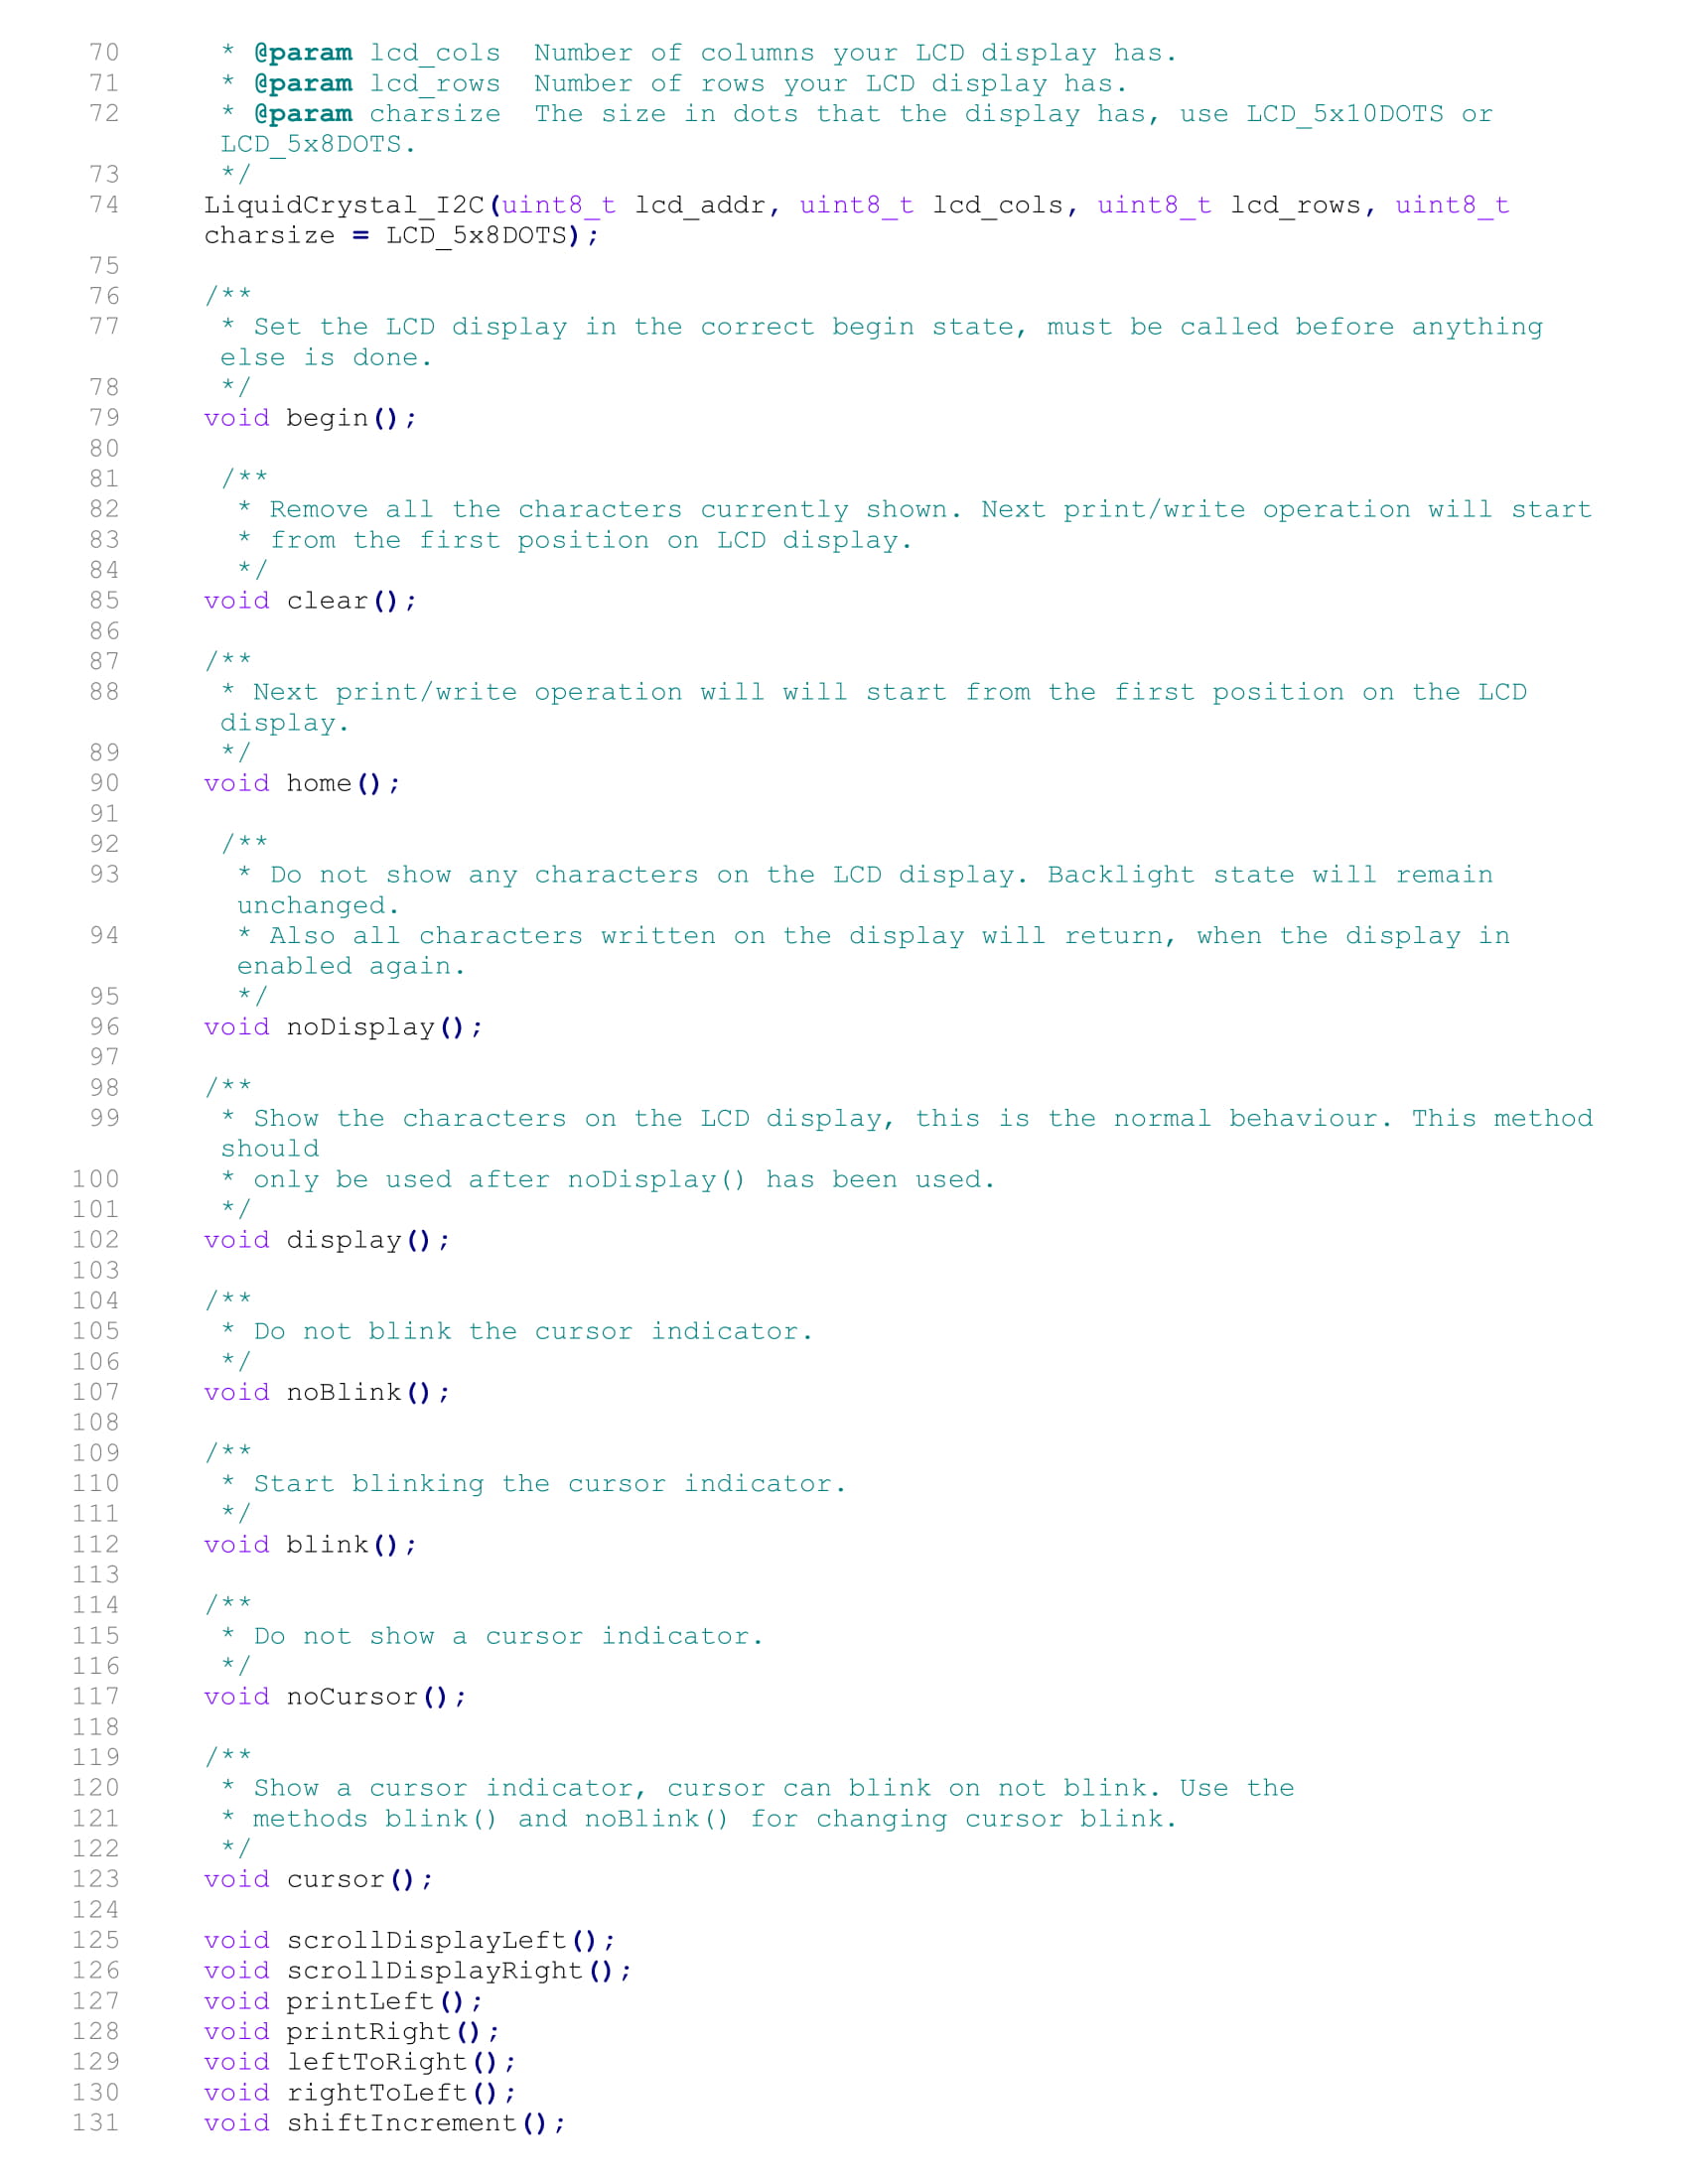 70      * @param lcd_cols  Number of columns your LCD display has.
71      * @param lcd_rows  Number of rows your LCD display has.
72      * @param charsize  The size in dots that the display has, use LCD_5x10DOTS or
        LCD_5x8DOTS.
73      */
74     LiquidCrystal_I2C(uint8_t lcd_addr, uint8_t lcd_cols, uint8_t lcd_rows, uint8_t
       charsize = LCD_5x8DOTS);
75
76     /**
77      * Set the LCD display in the correct begin state, must be called before anything
        else is done.
78      */
79     void begin();
80
81      /**
82       * Remove all the characters currently shown. Next print/write operation will start
83       * from the first position on LCD display.
84       */
85     void clear();
86
87     /**
88      * Next print/write operation will will start from the first position on the LCD
        display.
89      */
90     void home();
91
92      /**
93       * Do not show any characters on the LCD display. Backlight state will remain
         unchanged.
94       * Also all characters written on the display will return, when the display in
         enabled again.
95       */
96     void noDisplay();
97
98     /**
99      * Show the characters on the LCD display, this is the normal behaviour. This method
        should
100     * only be used after noDisplay() has been used.
101     */
102    void display();
103
104    /**
105     * Do not blink the cursor indicator.
106     */
107    void noBlink();
108
109    /**
110     * Start blinking the cursor indicator.
111     */
112    void blink();
113
114    /**
115     * Do not show a cursor indicator.
116     */
117    void noCursor();
118
119    /**
120     * Show a cursor indicator, cursor can blink on not blink. Use the
121     * methods blink() and noBlink() for changing cursor blink.
122     */
123    void cursor();
124
125    void scrollDisplayLeft();
126    void scrollDisplayRight();
127    void printLeft();
128    void printRight();
129    void leftToRight();
130    void rightToLeft();
131    void shiftIncrement();